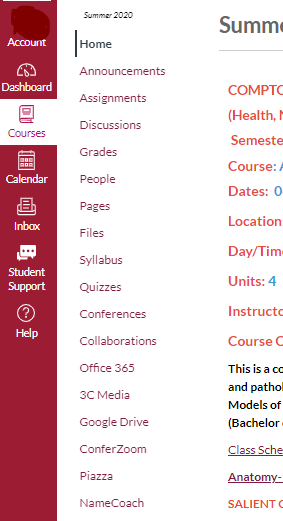 Account
Dashboard
Courses
Calendar
Inbox
Student
Support
Help
Summer 2020
Home
Announcements
Assignments
Discussions
Grades
People
Pages
Files
Syllabus
Quizzes
Conferences
Collaborations
Office 365
3C Media
Google Drive
ConferZoom
Piazza
NameCoach
Summe
COMPTO
(Health, N
Semeste
Course: A
Dates: 0
Location
Day/Time
Units: 4
Instructo
Course C
This is a co
and pathol
Models of
(Bachelor
Class Sche
Anatomy-
SALIENT